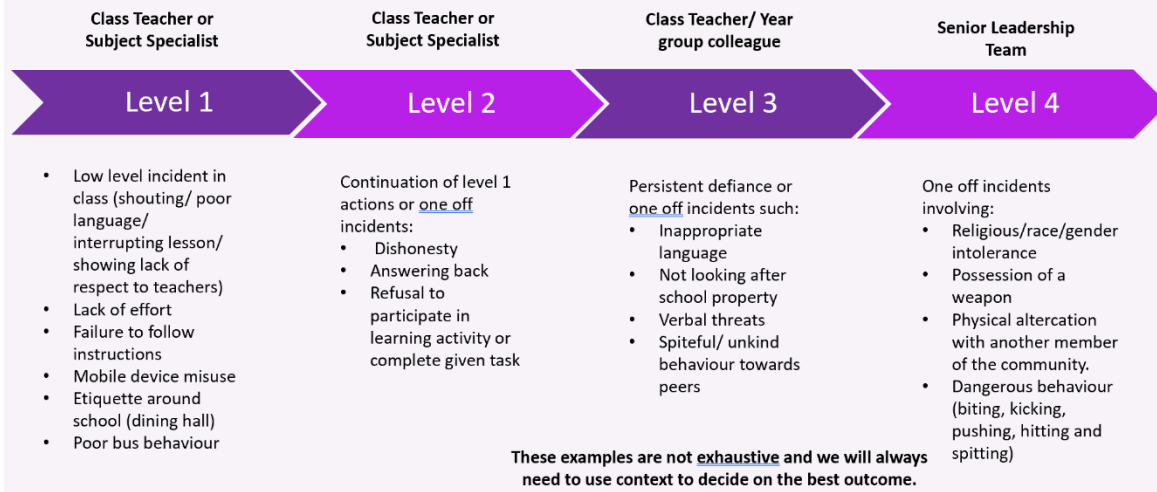 Class Teacher or
Subject Specialist
Class Teacher or
Subject Specialist
Class Teacher/ Year
group colleague
Senior Leadership
Team
Level 1
Level 2
Level 3
Level 4
• Low level incident in
class (shouting/ poor
language/
interrupting lesson/
showing lack of
respect to teachers)
• Lack of effort
• Failure to follow
instructions
• Mobile device misuse
• Etiquette around
school (dining hall)
• Poor bus behaviour
Continuation of level 1
actions or one off
incidents:
• Dishonesty
• Answering back
• Refusal to
participate in
learning activity or
complete given task
Persistent defiance or
one off incidents such:
• Inappropriate
language
• Not looking after
school property
• Verbal threats
• Spiteful/ unkind
behaviour towards
peers
One off incidents
involving:
• Religious/race/gender
intolerance
• Possession of a
weapon
• Physical altercation
with another member
of the community.
• Dangerous behaviour
(biting, kicking,
pushing, hitting and
spitting)
These examples are not exhaustive and we will always
need to use context to decide on the best outcome.